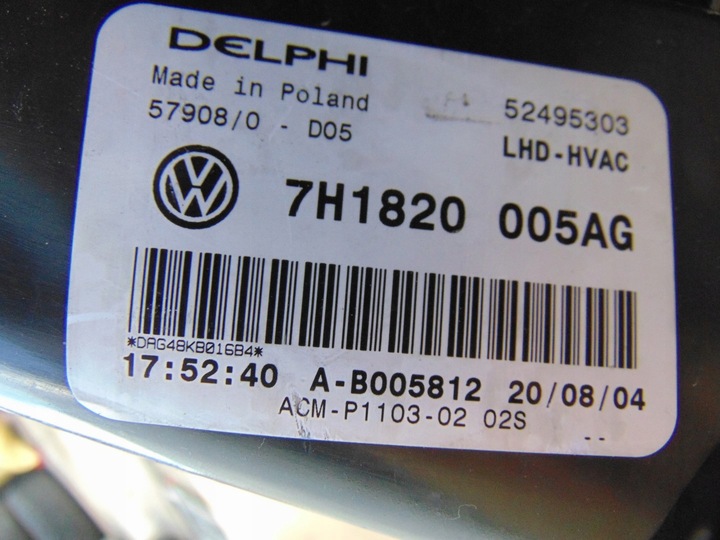 DELPHI
Made in Poland
52495303
57908/0 - D05
LHD-HVAC
7H1820 005AG
*DAG48KB016B4*
17:52:40 A-B005812 20/08/04
ACM-P1103-02 02S --